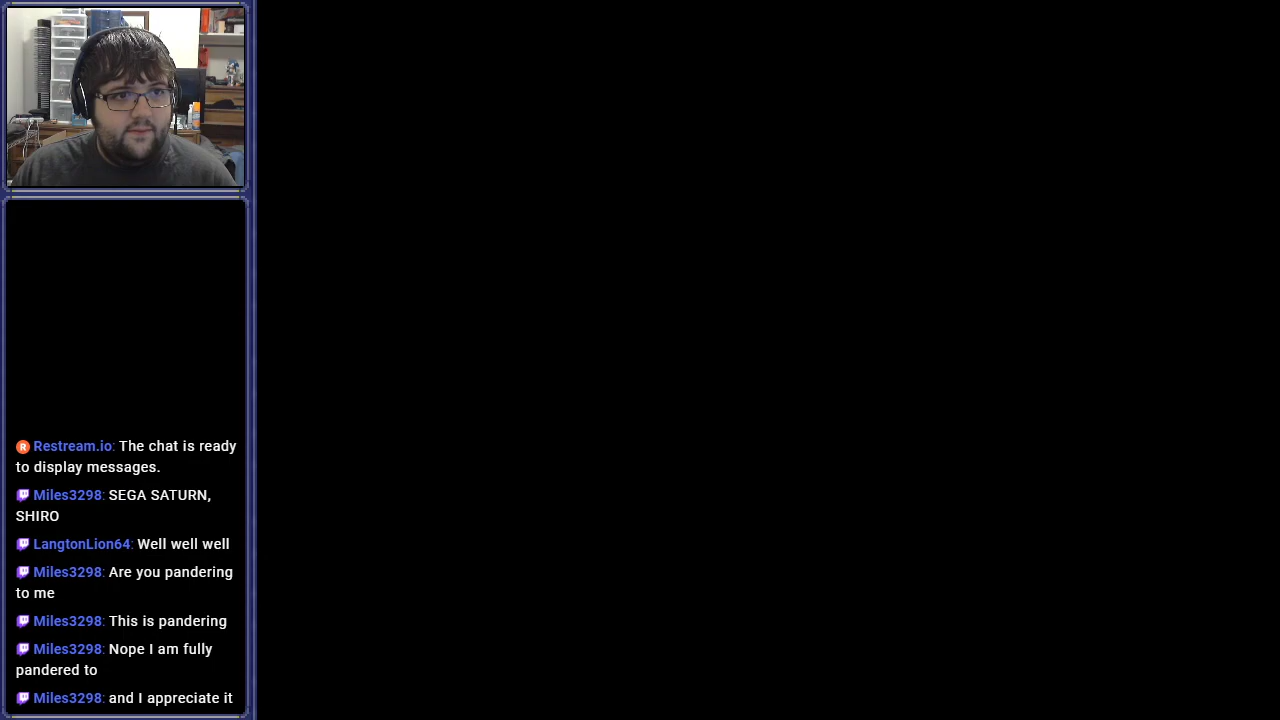 Restream.io: The chat is ready
to display messages.
Miles3298: SEGA SATURN,
SHIRO
LangtonLion64: Well well well
Miles3298: Are you pandering
to me
Miles3298: This is pandering
Miles3298: Nope I am fully
pandered to
Miles3298: and I appreciate it